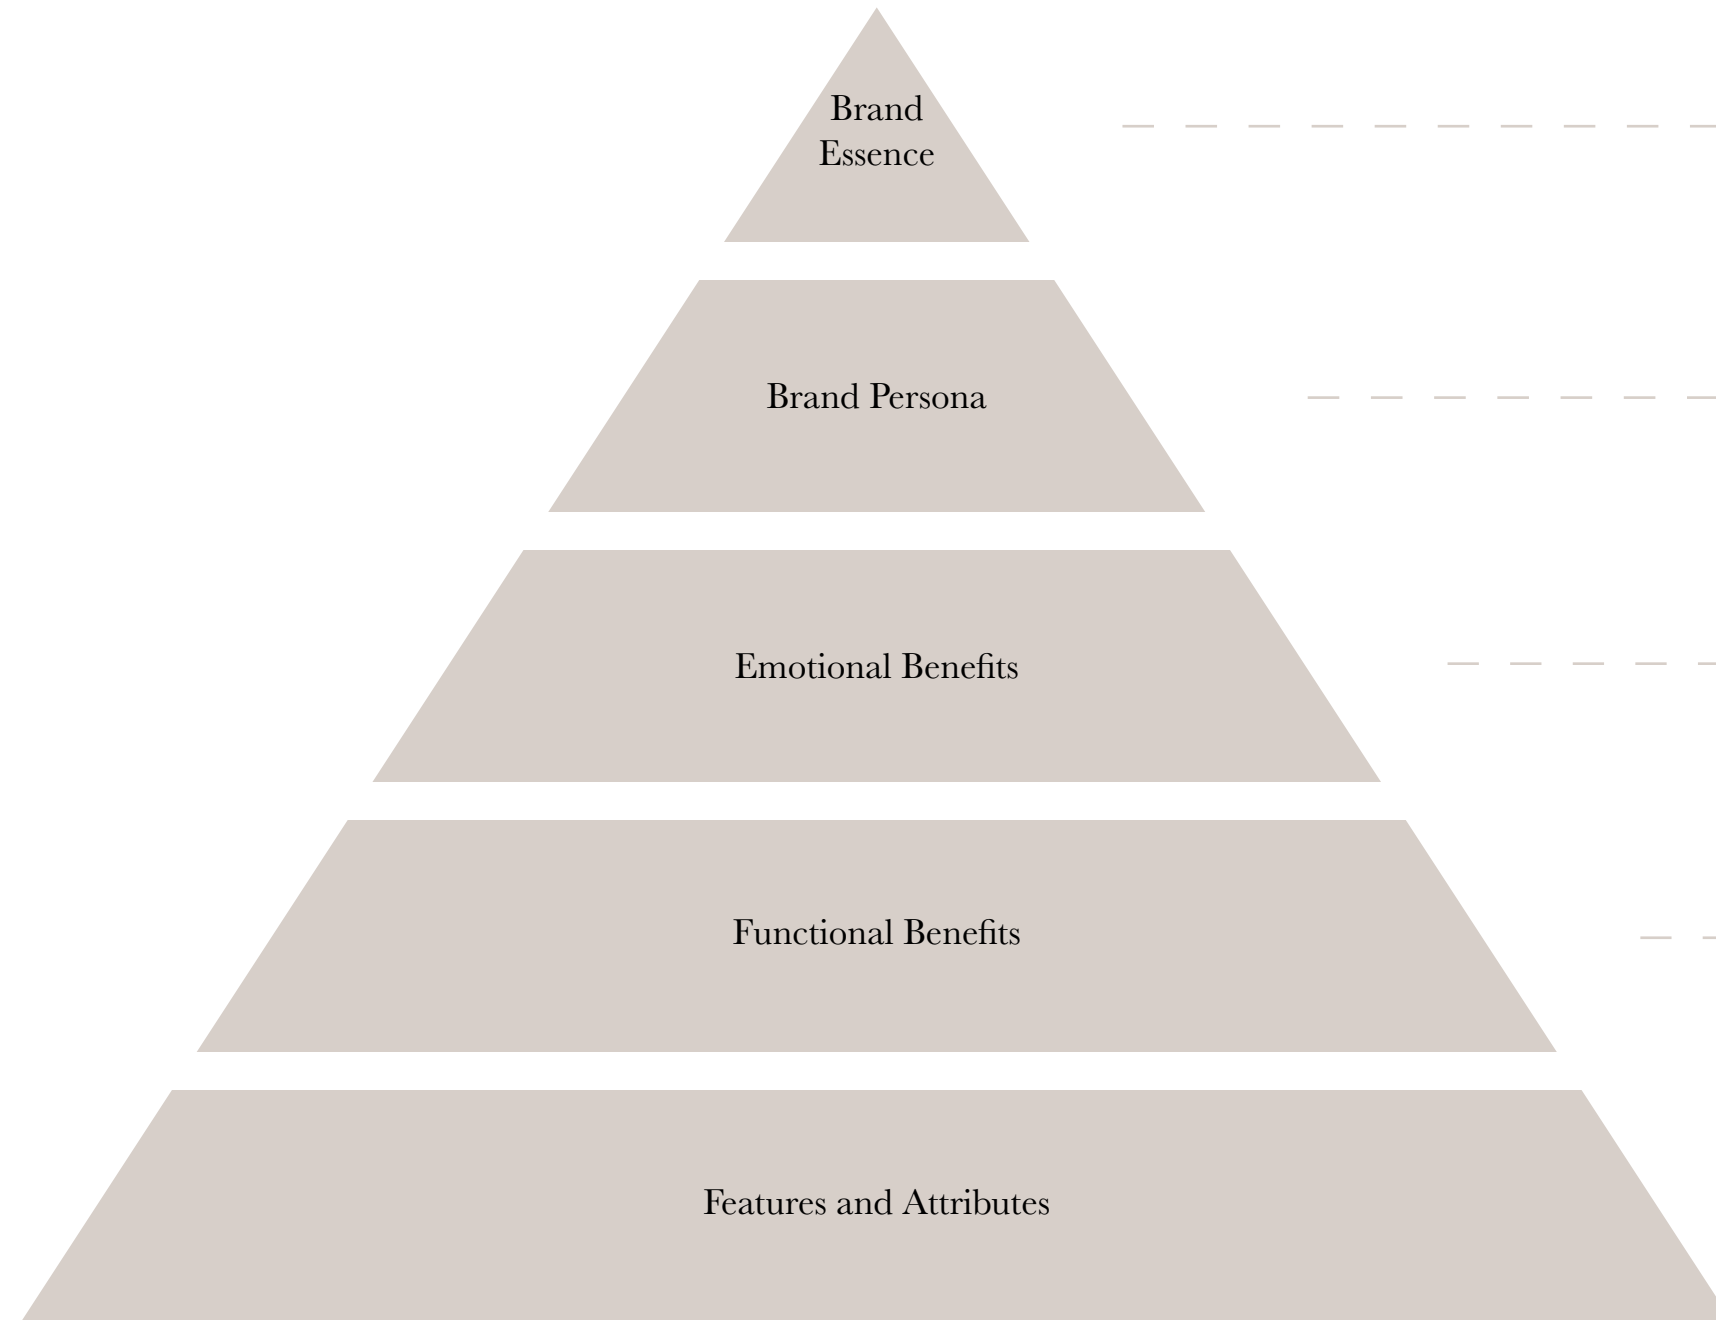 Brand
Essence
Brand Persona
Emotional Benefits
Functional Benefits
Features and Attributes